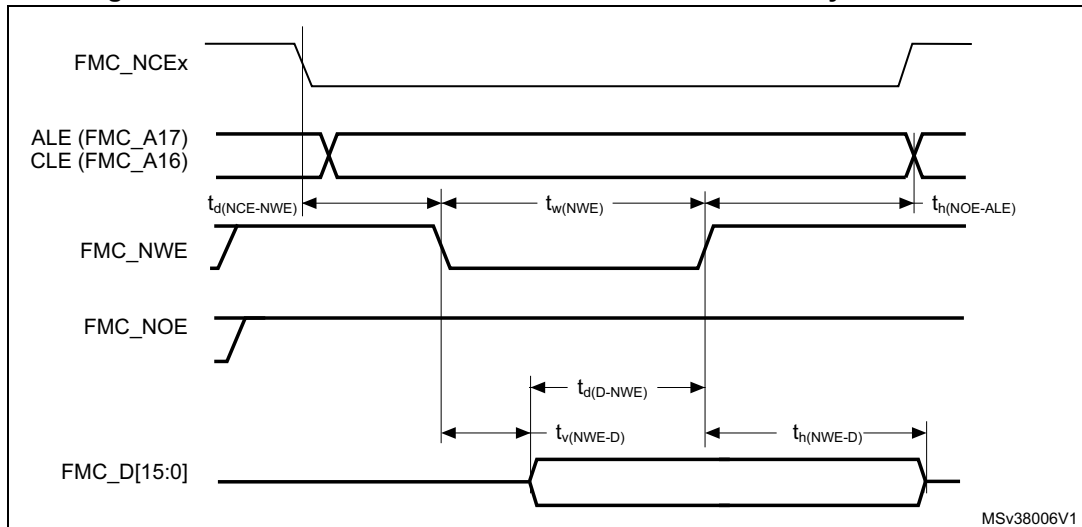 FMC_NCEx
ALE (FMC_A17)
CLE (FMC_A16)
td(NCE-NWE)
tw(NWE)
th(NOE-ALE)
FMC_NWE
FMC_NOE
td(D-NWE)
tv(NWE-D)
th(NWE-D)
FMC_D[15:0]
MSv38006V1